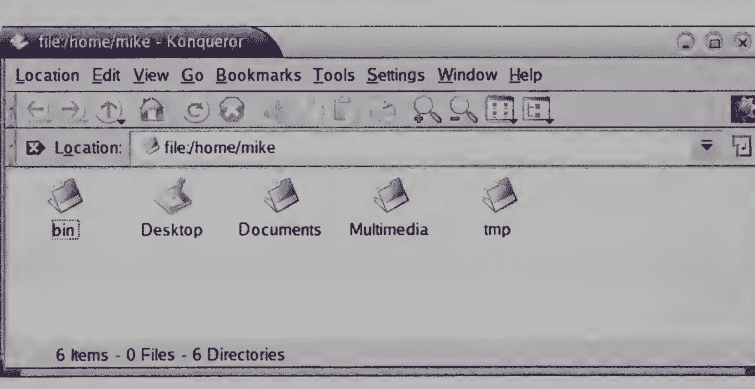 file:/home/mike - Konqueror
Location Edit View Go Bookmarks Tools Settings Window Help
Location: file:/home/mike
bin Desktop Documents Multimedia tmp
6 Items - 0 Files - 6 Directories